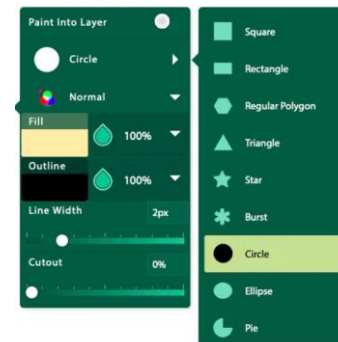 Paint Into Layer
Circle
Normal
Fill
100%
Outline
100%
Line Width
2px
Cutout
0%
Square
Rectangle
Regular Polygon
Triangle
Star
Burst
Circle
Ellipse
Pie